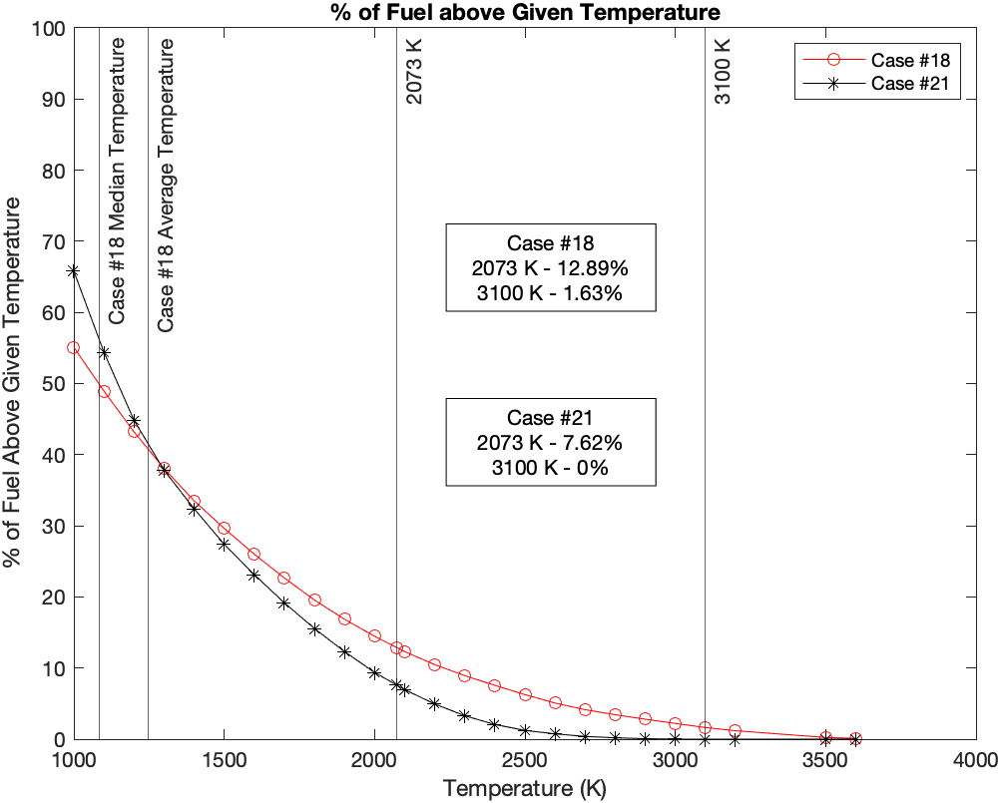 % of Fuel above Given Temperature
100
90
80
70
60
50
40
30
20
10
0
% of Fuel Above Given Temperature
Case #18 Median Temperature
Case #18 Average Temperature
2073 K
3100 K
Case #18
Case #21
Case #18
2073 K - 12.89%
3100 K - 1.63%
Case #21
2073 K - 7.62%
3100 K - 0%
1000 1500 2000 2500 3000 3500 4000
Temperature (K)